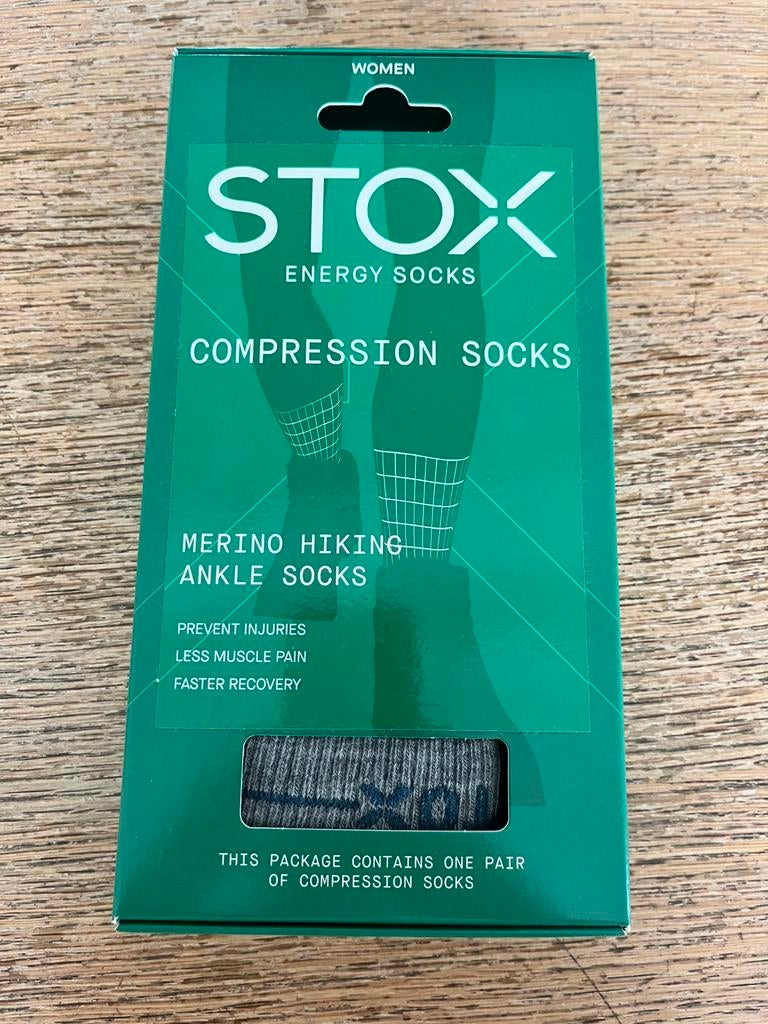 WOMEN
STOX
ENERGY SOCKS
COMPRESSION SOCKS
MERINO HIKING
ANKLE SOCKS
PREVENT INJURIES
LESS MUSCLE PAIN
FASTER RECOVERY
THIS PACKAGE CONTAINS ONE PAIR
OF COMPRESSION SOCKS